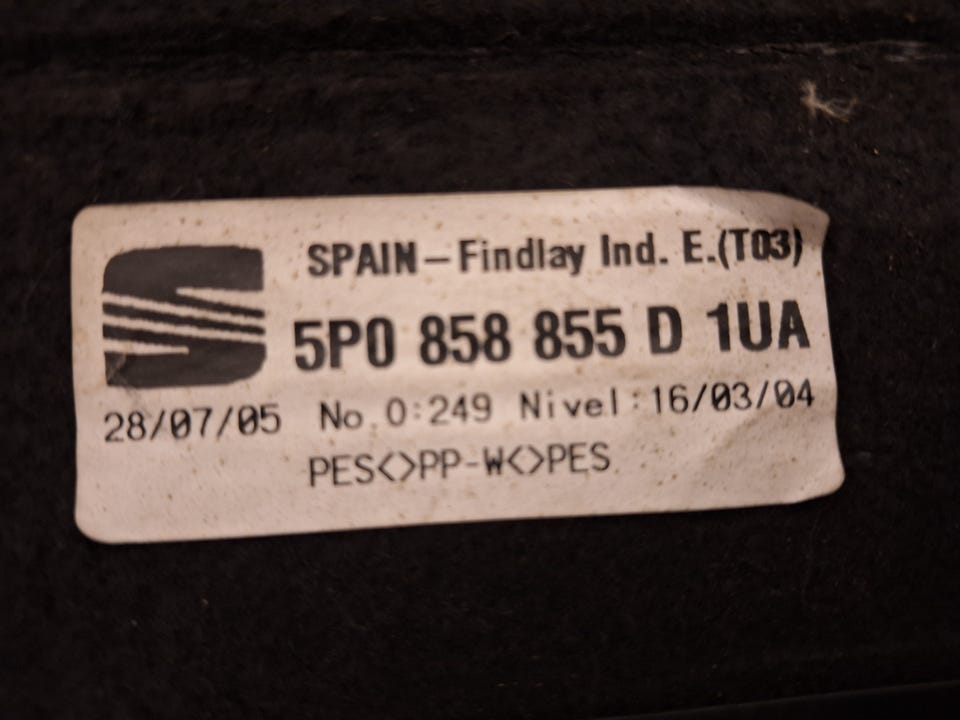 SPAIN-Findlay Ind. E.(T03)
5P0 858 855 D 1UA
28/07/05 No.0:249 Nivel:16/03/04
PES<>PP-W<>PES